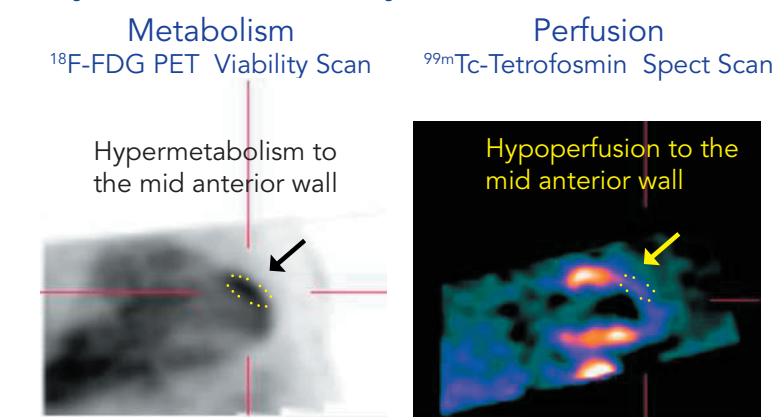 Metabolism
¹⁸F-FDG PET Viability Scan
Hypermetabolism to
the mid anterior wall
Perfusion
⁹⁹ᵐTc-Tetrofosmin Spect Scan
Hypoperfusion to the
mid anterior wall